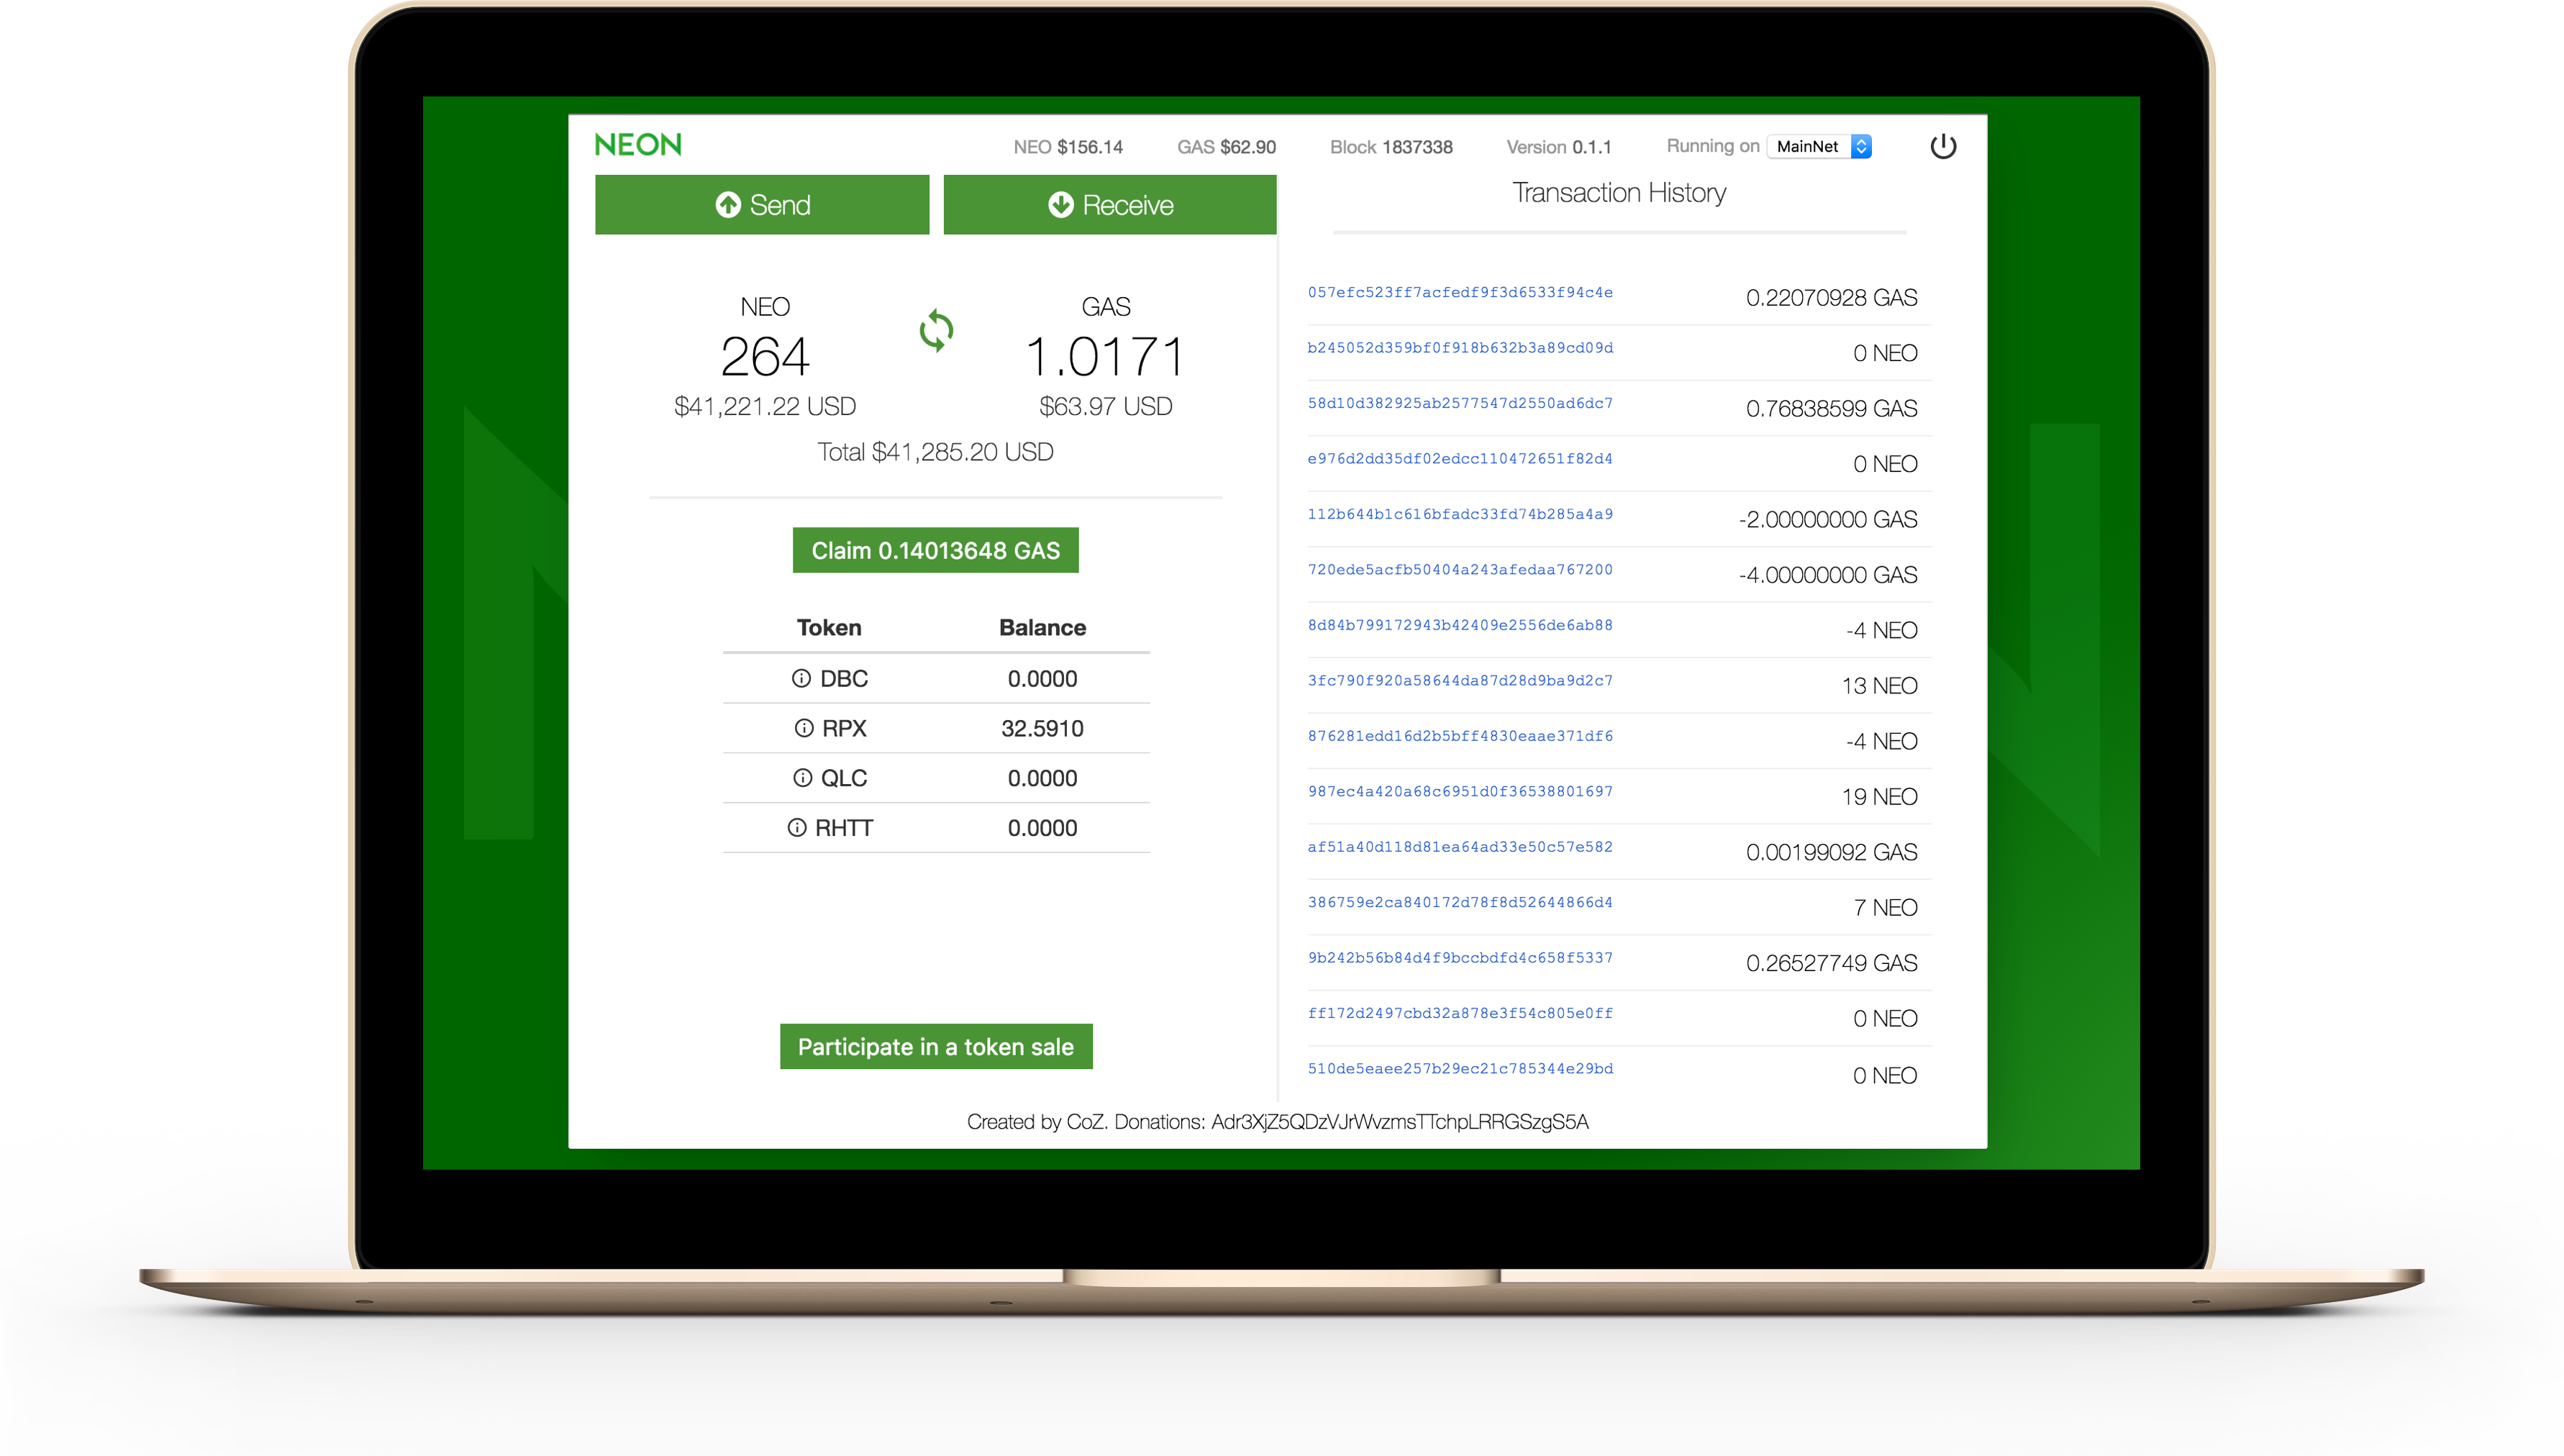 NEON
NEO $156.14 GAS $62.90 Block 1837338 Version 0.1.1 Running on MainNet
Send
Receive
NEO
264
$41,221.22 USD
GAS
1.0171
$63.97 USD
Total $41,285.20 USD
Claim 0.14013648 GAS
Token Balance
DBC 0.0000
RPX 32.5910
QLC 0.0000
RHTT 0.0000
Participate in a token sale
Transaction History
057efc523ff7acfedf9f3d6533f94c4e 0.22070928 GAS
b245052d359bf0f918b632b3a89cd09d 0 NEO
58d10d382925ab2577547d2550ad6dc7 0.76838599 GAS
e976d2dd35df02edcc110472651f82d4 0 NEO
112b644b1c616bfadc33fd74b285a4a9 -2.00000000 GAS
720ede5acfb50404a243afedaa767200 -4.00000000 GAS
8d84b799172943b42409e2556de6ab88 -4 NEO
3fc790f920a58644da87d28d9ba9d2c7 13 NEO
876281edd16d2b5bff4830eaae371df6 -4 NEO
987ec4a420a68c6951d0f36538801697 19 NEO
af51a40d118d81ea64ad33e50c57e582 0.00199092 GAS
386759e2ca840172d78f8d52644866d4 7 NEO
9b242b56b84d4f9bccbdfd4c658f5337 0.26527749 GAS
ff172d2497cbd32a878e3f54c805e0ff 0 NEO
510de5eaee257b29ec21c785344e29bd 0 NEO
Created by CoZ. Donations: Adr3XjZ5QDzVJrWvzmsTTchpLRRGSzgS5A